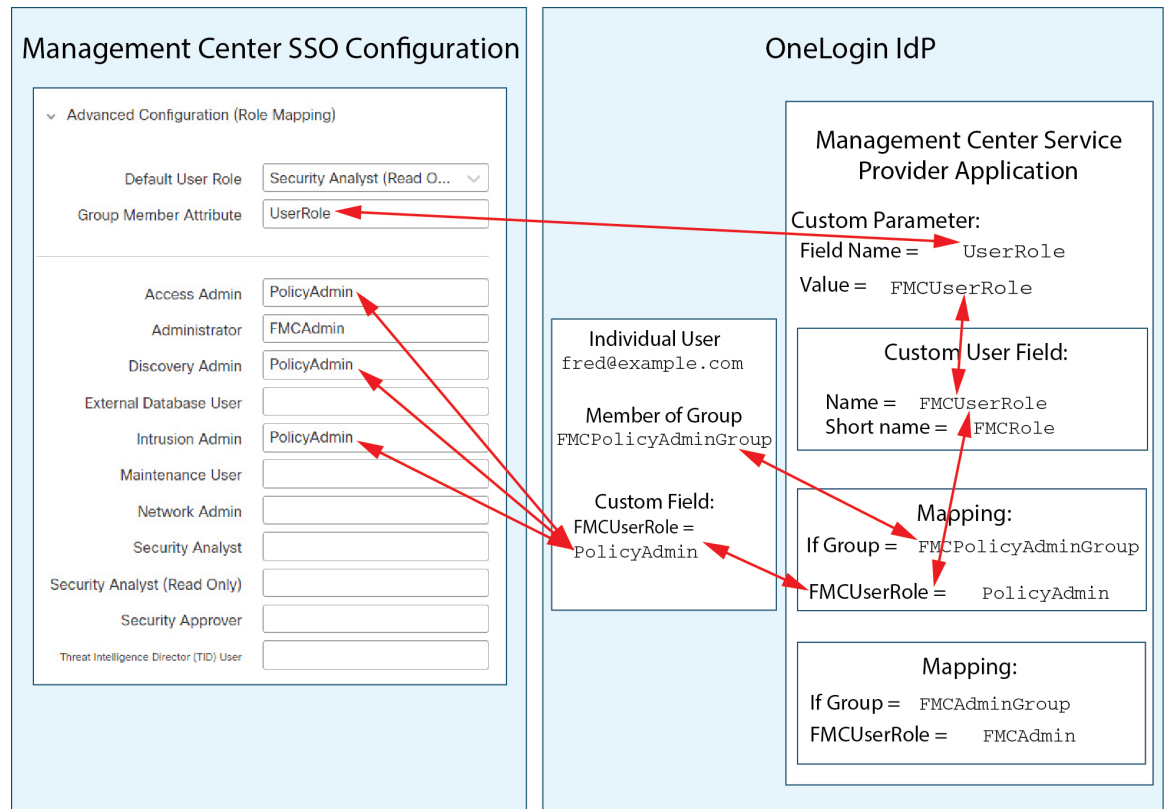 Management Center SSO Configuration
Advanced Configuration (Role Mapping)
Default User Role Security Analyst (Read O...
Group Member Attribute UserRole
Access Admin PolicyAdmin
Administrator FMCAdmin
Discovery Admin PolicyAdmin
External Database User
Intrusion Admin PolicyAdmin
Maintenance User
Network Admin
Security Analyst
Security Analyst (Read Only)
Security Approver
Threat Intelligence Director (TID) User
OneLogin IdP
Individual User
fred@example.com
Member of Group
FMCPolicyAdminGroup
Custom Field:
FMCUserRole =
PolicyAdmin
Management Center Service
Provider Application
Custom Parameter:
Field Name = UserRole
Value = FMCUserRole
Custom User Field:
Name = FMCUserRole
Short name = FMCRole
Mapping:
If Group = FMCPolicyAdminGroup
FMCUserRole = PolicyAdmin
Mapping:
If Group = FMCAdminGroup
FMCUserRole = FMCAdmin